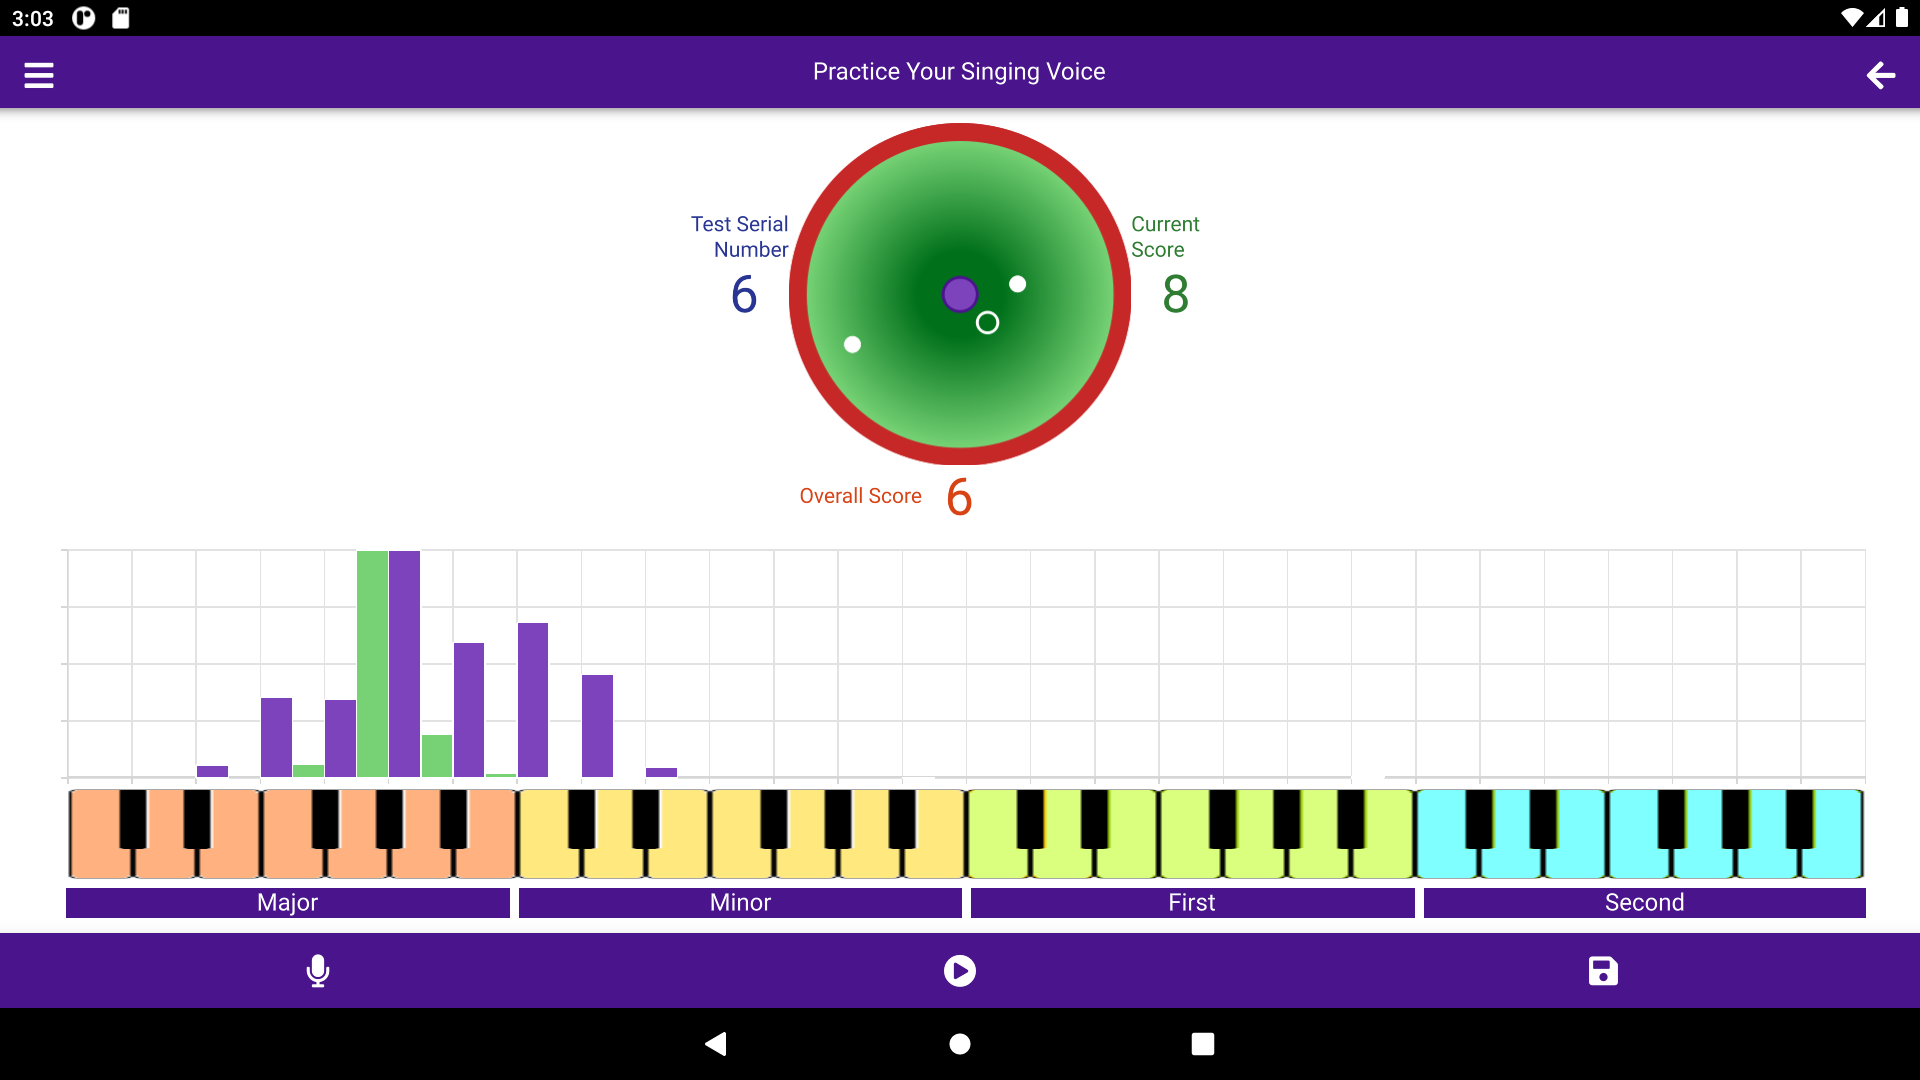 3:03
Practice Your Singing Voice
Test Serial
Number
6
Current
Score
8
Overall Score 6
Major
Minor
First
Second